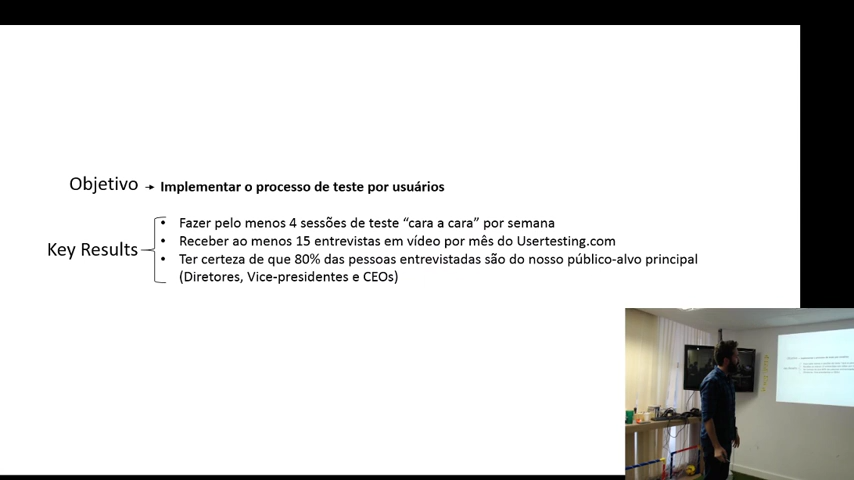 Objetivo Implementar o processo de teste por usuários
Key Results
• Fazer pelo menos 4 sessões de teste “cara a cara” por semana
• Receber ao menos 15 entrevistas em vídeo por mês do Usertesting.com
• Ter certeza de que 80% das pessoas entrevistadas são do nosso público-alvo principal
(Diretores, Vice-presidentes e CEOs)